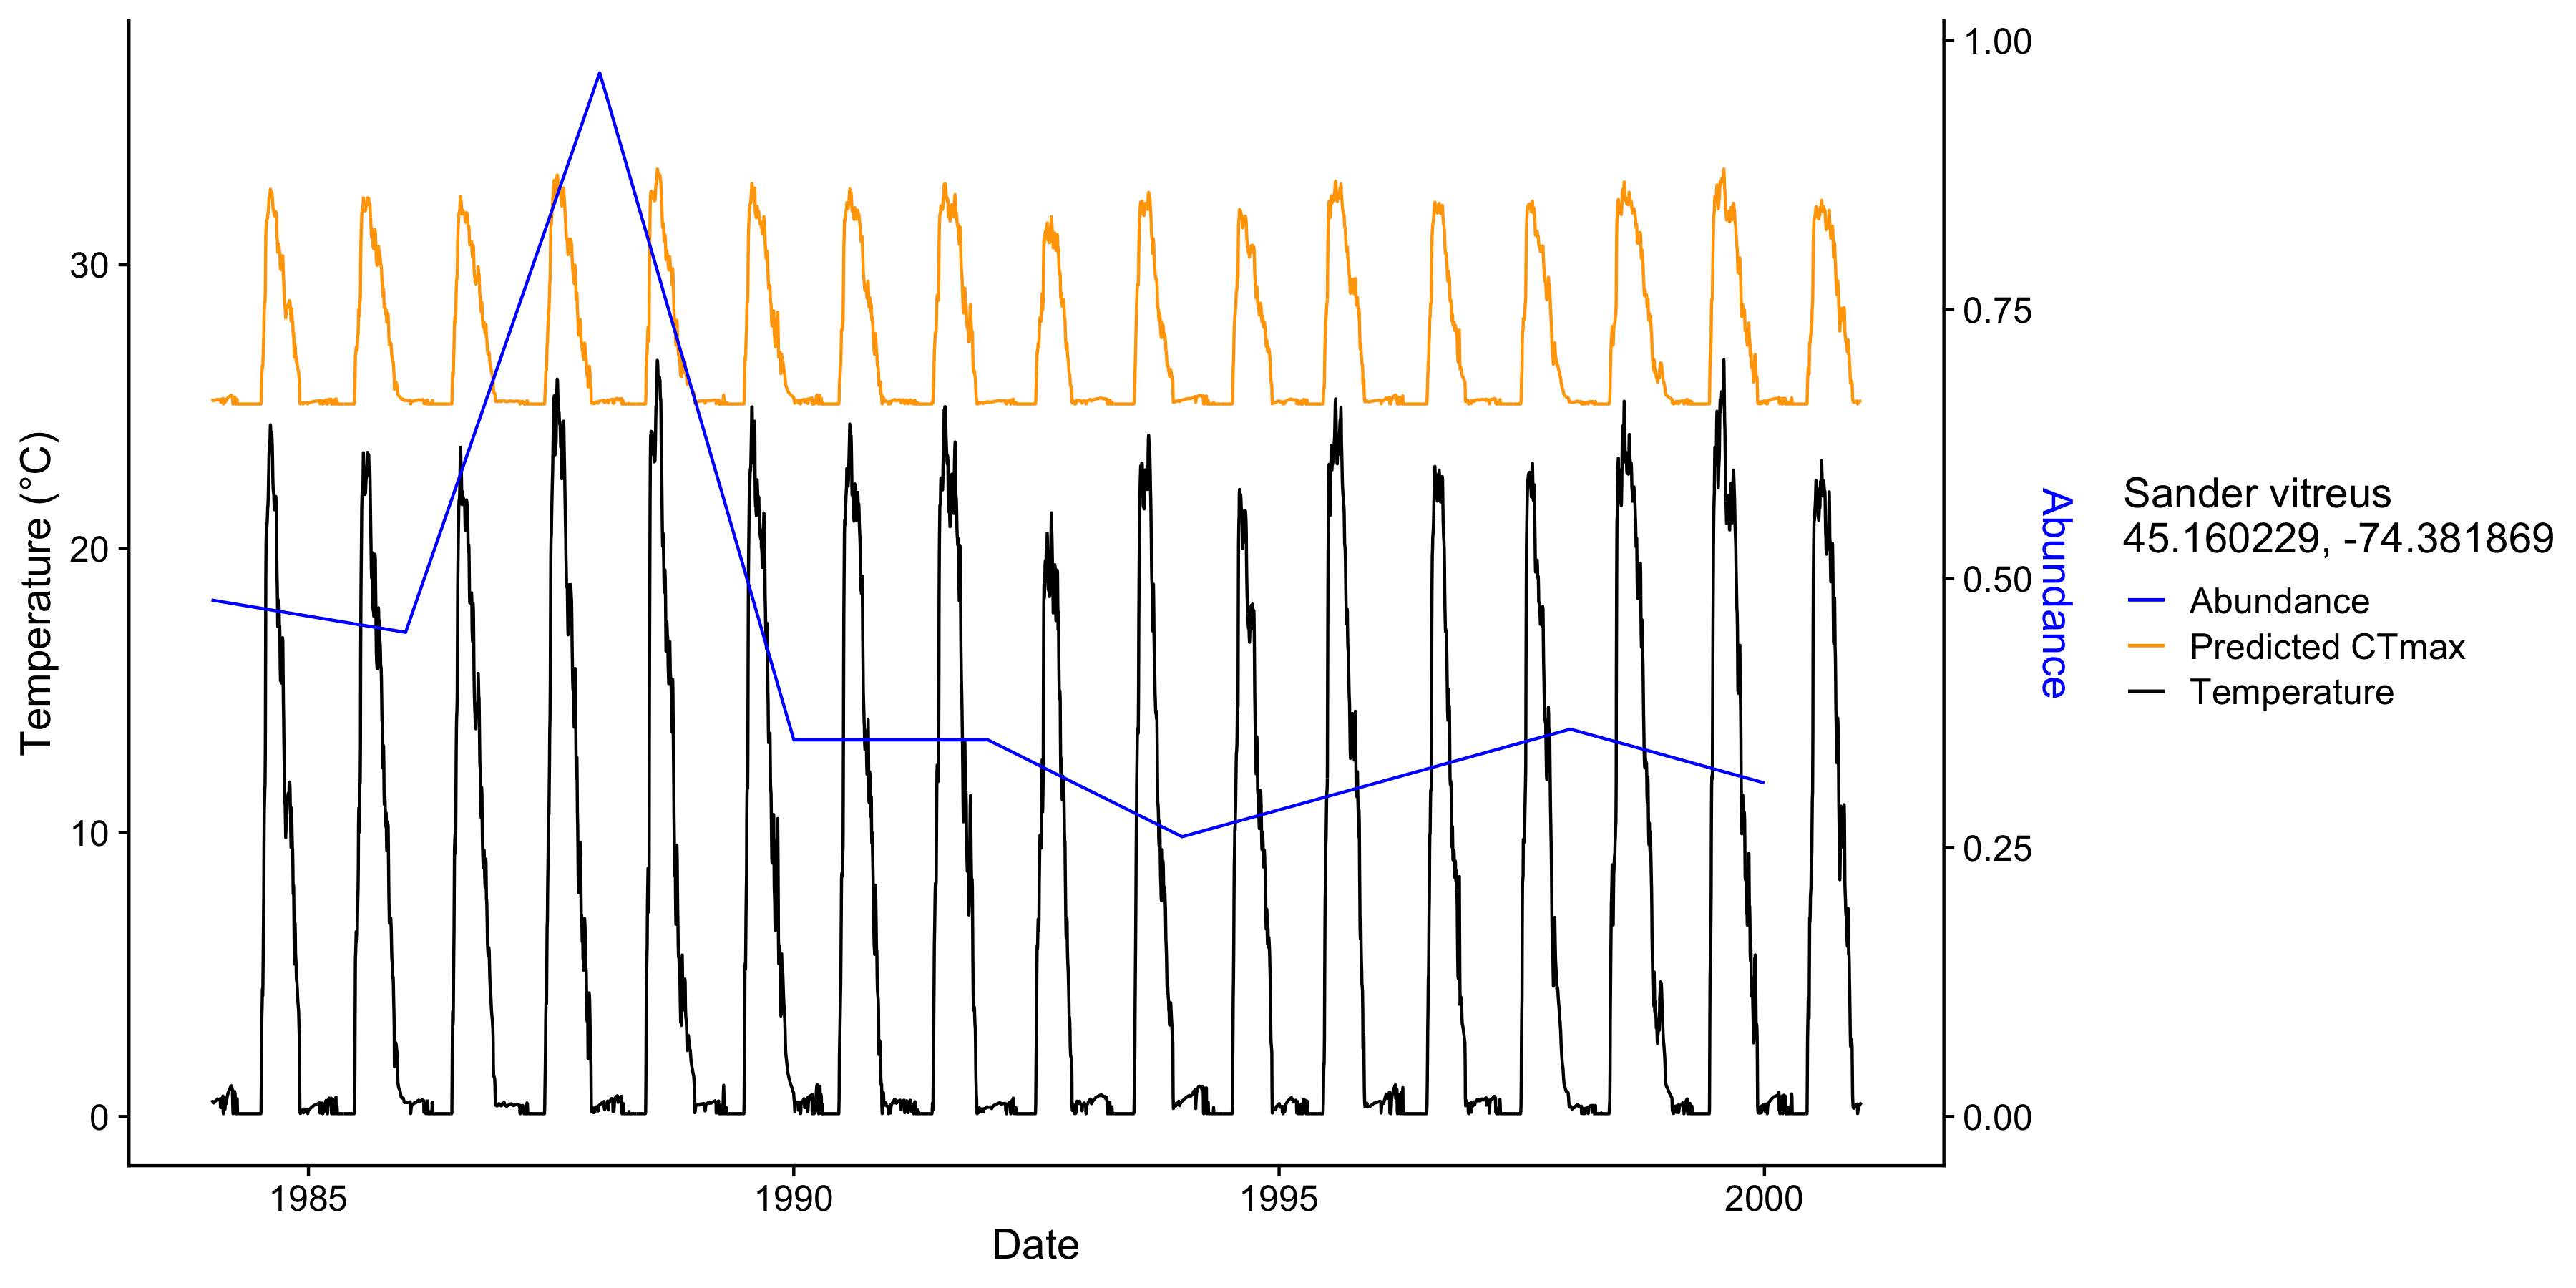 Temperature (°C)
30
20
10
0
1985
1990
1995
2000
Date
1.00
0.75
0.50
0.25
0.00
Abundance
Sander vitreus
45.160229, -74.381869
Abundance
Predicted CTmax
Temperature